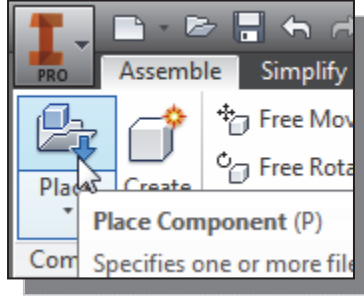 PRO
Assemble Simplify
Free Mov
Free Rota
Place Create
Place Component (P)
Com
Specifies one or more file